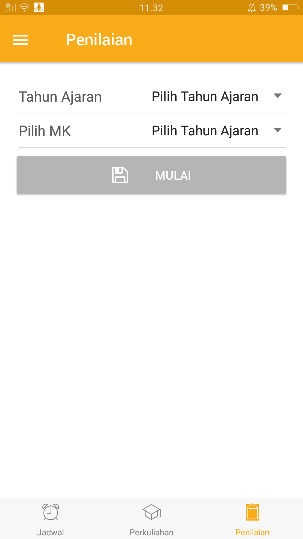 11.32
39%
Penilaian
Tahun Ajaran Pilih Tahun Ajaran
Pilih MK Pilih Tahun Ajaran
MULAI
Jadwal Perkuliahan Penilaian